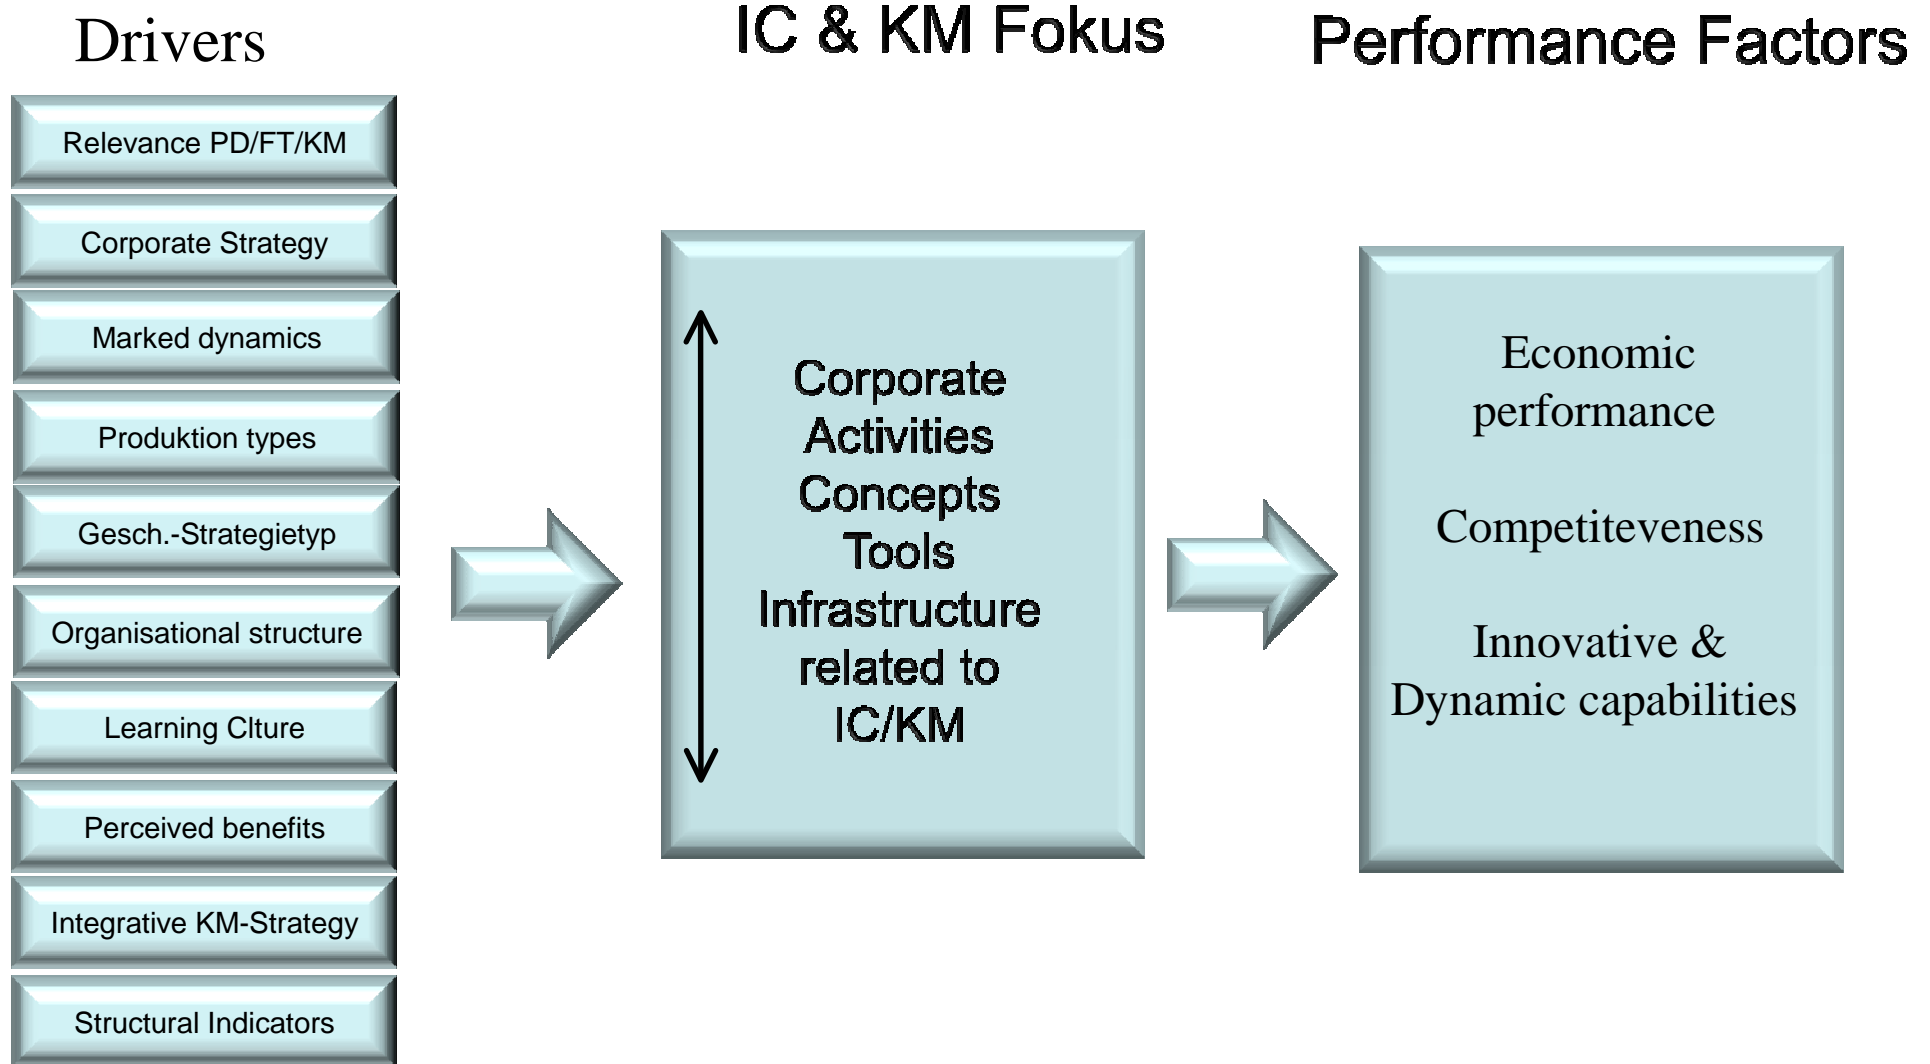 Drivers
Relevance PD/FT/KM
Corporate Strategy
Marked dynamics
Produktion types
Gesch.-Strategietyp
Organisational structure
Learning Clture
Perceived benefits
Integrative KM-Strategy
Structural Indicators
IC & KM Fokus
Corporate
Activities
Concepts
Tools
Infrastructure
related to
IC/KM
Performance Factors
Economic
performance
Competiteveness
Innovative &
Dynamic capabilities